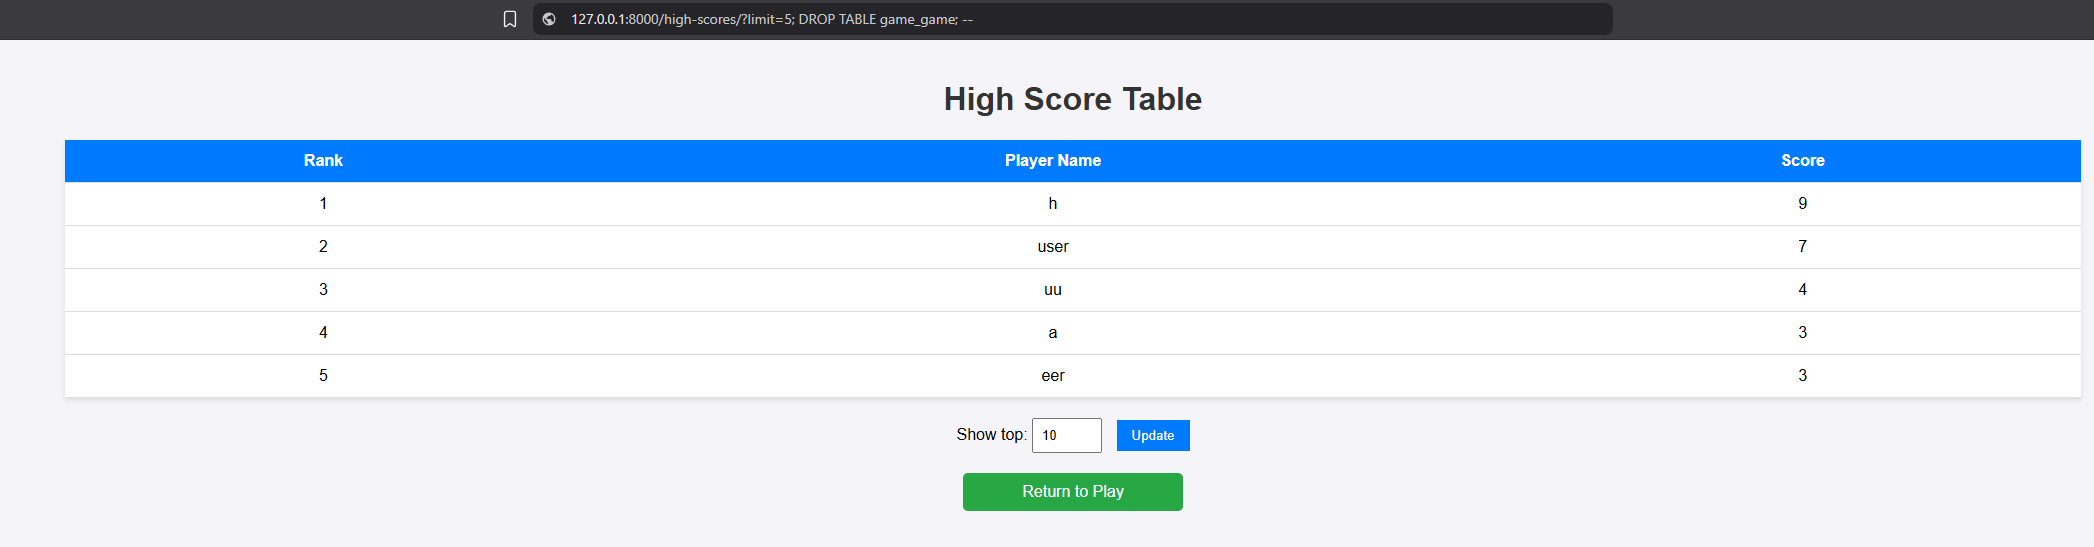 127.0.0.1:8000/high-scores/?limit=5; DROP TABLE game_game; --
High Score Table
Rank Player Name Score
1 h 9
2 user 7
3 uu 4
4 a 3
5 eer 3
Show top: 10 Update
Return to Play